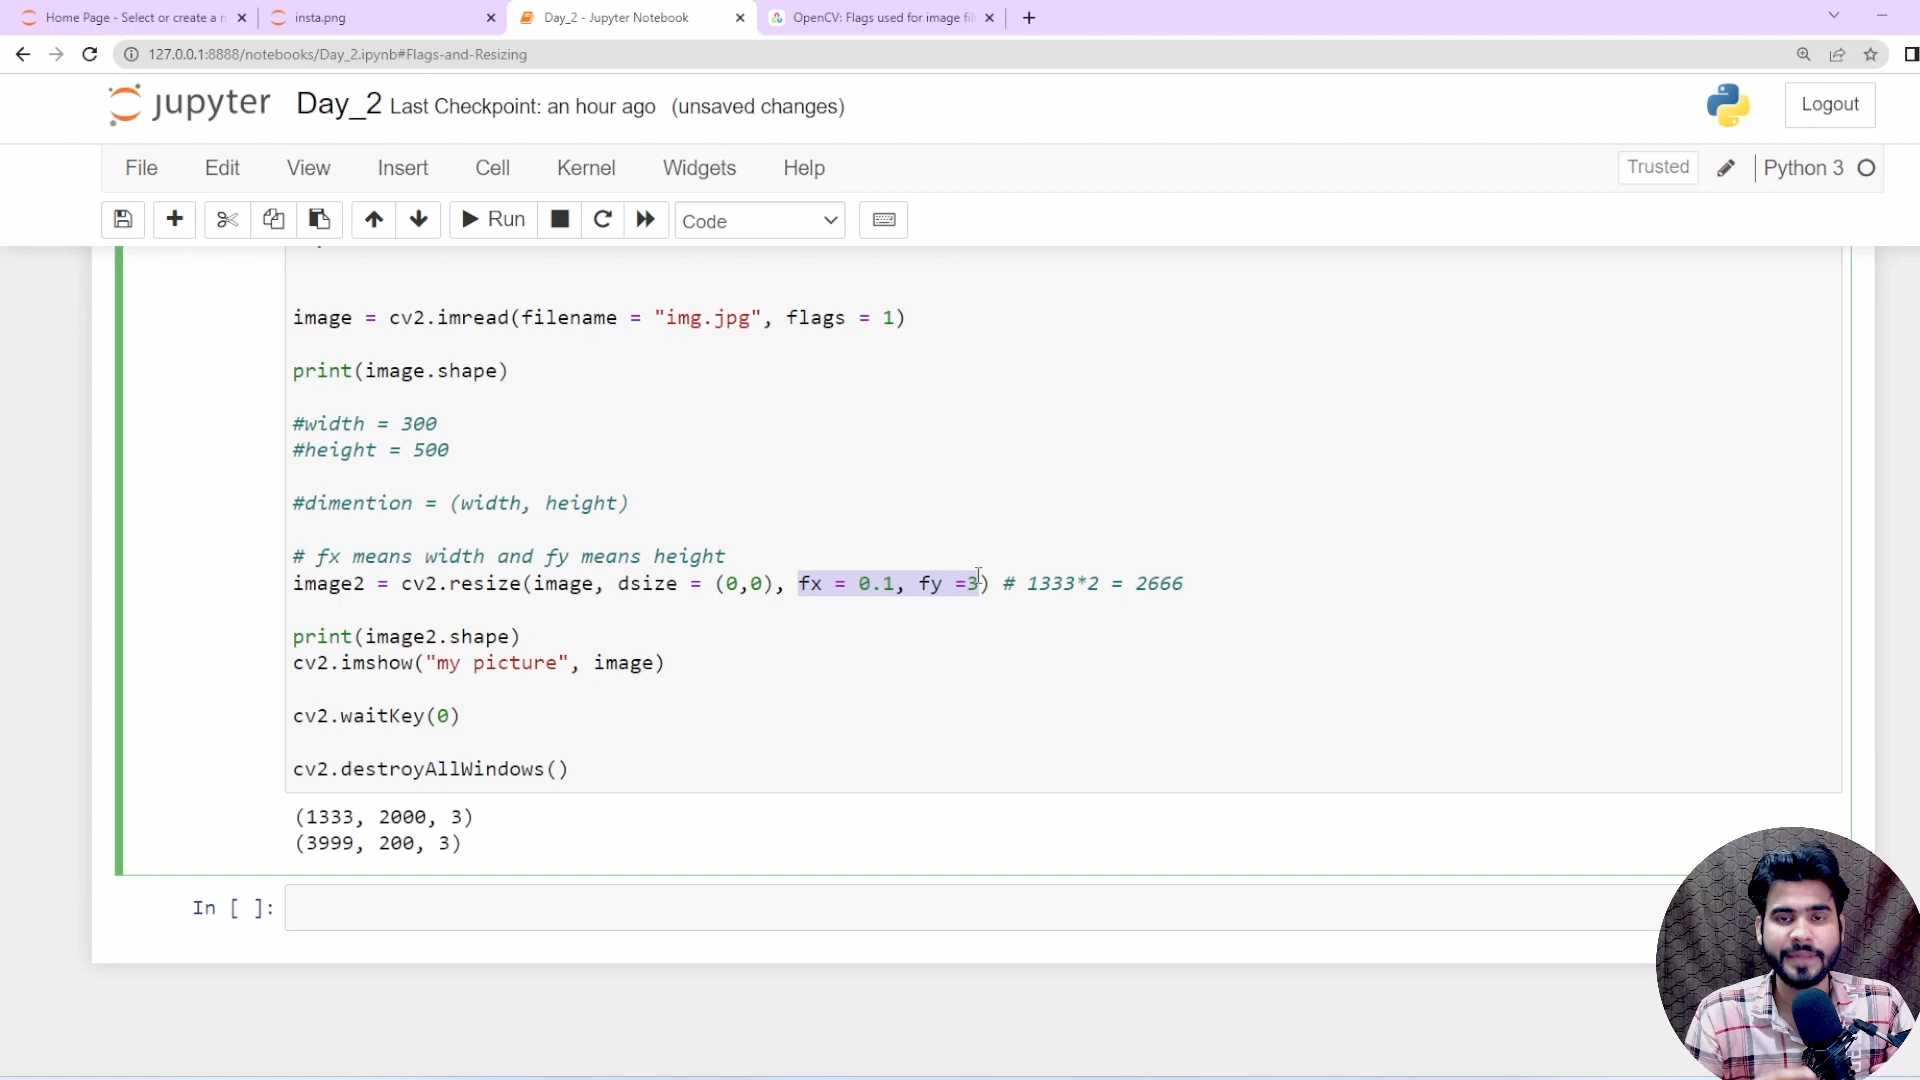 Home Page - Select or create a n
insta.png
Day_2 - Jupyter Notebook
OpenCV: Flags used for image fil
127.0.0.1:8888/notebooks/Day_2.ipynb#Flags-and-Resizing
jupyter Day_2 Last Checkpoint: an hour ago (unsaved changes)
Logout
File Edit View Insert Cell Kernel Widgets Help
Trusted
Python 3
Run
Code
image = cv2.imread(filename = "img.jpg", flags = 1)
print(image.shape)
#width = 300
#height = 500
#dimention = (width, height)
# fx means width and fy means height
image2 = cv2.resize(image, dsize = (0,0), fx = 0.1, fy =3) # 1333*2 = 2666
print(image2.shape)
cv2.imshow("my picture", image)
cv2.waitKey(0)
cv2.destroyAllWindows()
(1333, 2000, 3)
(3999, 200, 3)
In [ ]: